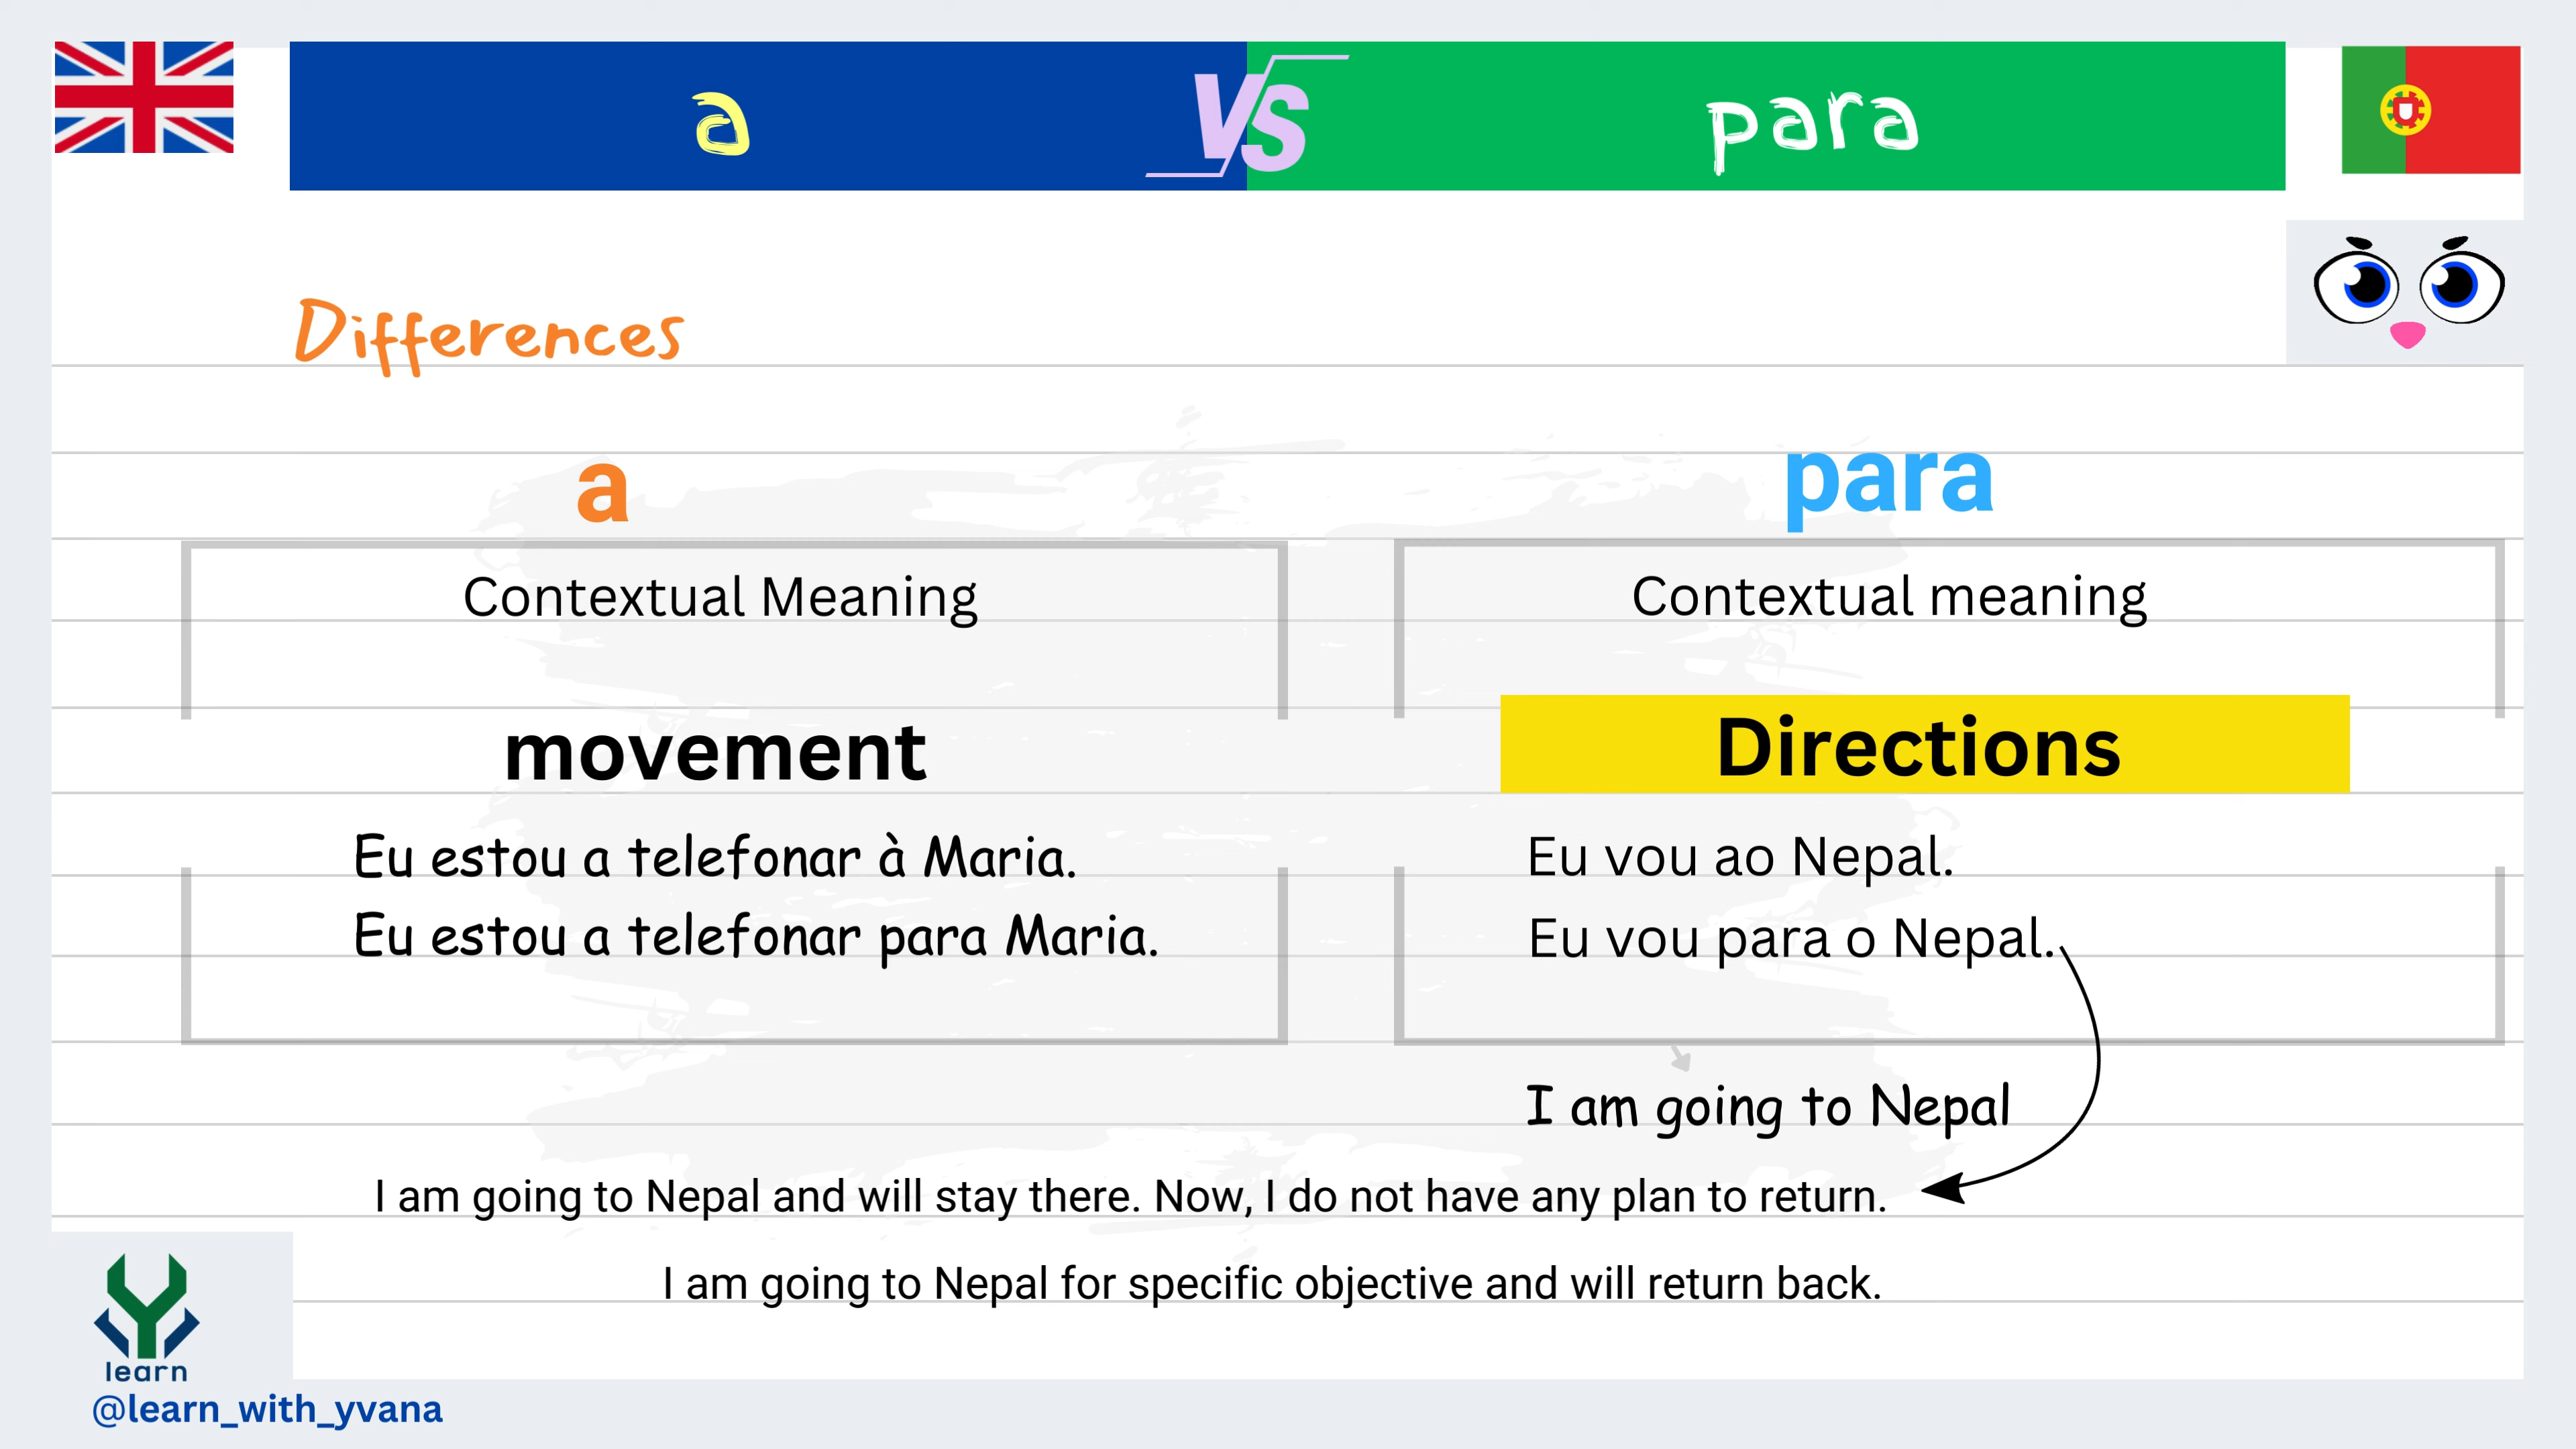 a VS para
Differences
a
Contextual Meaning
movement
Eu estou a telefonar à Maria.
Eu estou a telefonar para Maria.
para
Contextual meaning
Directions
Eu vou ao Nepal.
Eu vou para o Nepal.
I am going to Nepal
I am going to Nepal and will stay there. Now, I do not have any plan to return.
I am going to Nepal for specific objective and will return back.
learn
@learn_with_yvana